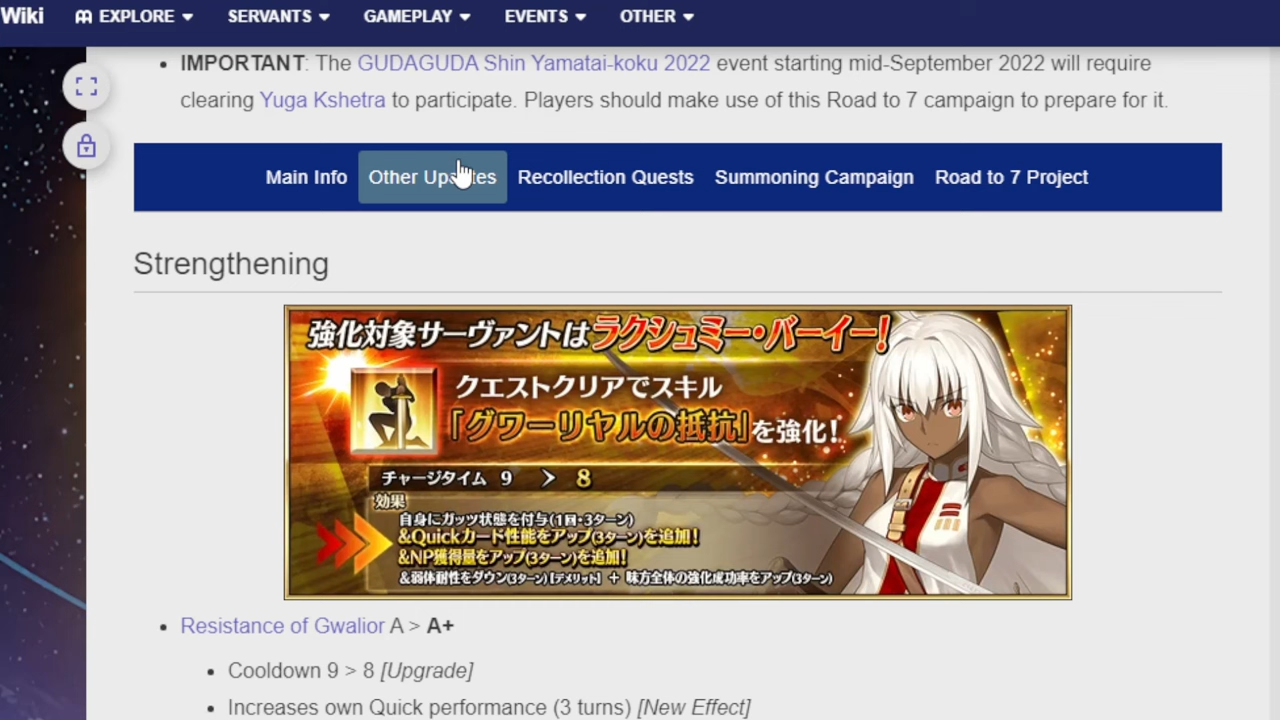 Wiki EXPLORE SERVANTS GAMEPLAY EVENTS OTHER
IMPORTANT: The GUDAGUDA Shin Yamatai-koku 2022 event starting mid-September 2022 will require
clearing Yuga Kshetra to participate. Players should make use of this Road to 7 campaign to prepare for it.
Main Info Other Updates Recollection Quests Summoning Campaign Road to 7 Project
Strengthening
強化対象サーヴァントはラクシュミー・バーイー!
クエストクリアでスキル
「グワーリヤルの抵抗」を強化!
チャージタイム 9 > 8
効果
自身にガッツ状態を付与(1回・3ターン)
&Quickカード性能をアップ(3ターン)を追加!
&NP獲得量をアップ(3ターン)を追加!
&弱体耐性をダウン(3ターン)[デメリット] + 味方全体の強化成功率をアップ(3ターン)
Resistance of Gwalior A > A+
Cooldown 9 > 8 [Upgrade]
Increases own Quick performance (3 turns) [New Effect]